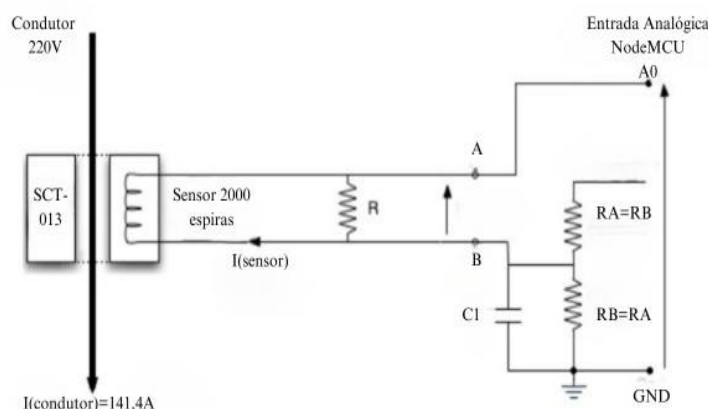 Condutor
220V
Entrada Analógica
NodeMCU
A0
A
SCT-
013
Sensor 2000
espiras
R
RA=RB
I(sensor)
B
C1
RB=RA
I(condutor)=141.4A
GND